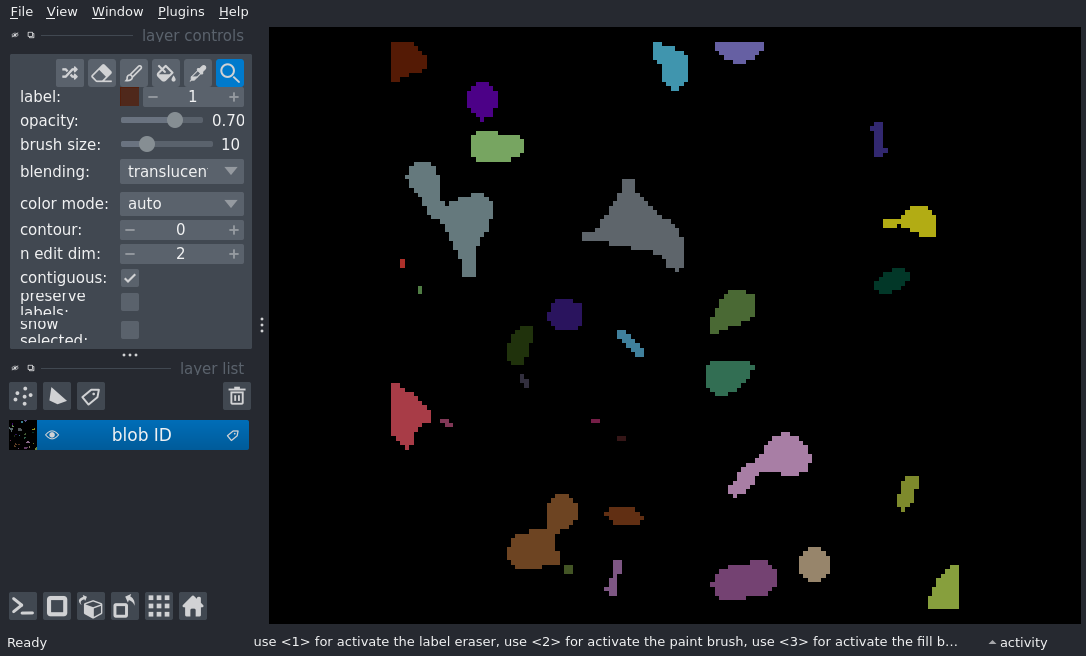 File View Window Plugins Help
layer controls
label: 1
opacity: 0.70
brush size: 10
blending: translucen
color mode: auto
contour: 0
n edit dim: 2
contiguous:
preserve
labels:
show
selected:
layer list
blob ID
Ready use <1> for activate the label eraser, use <2> for activate the paint brush, use <3> for activate the fill b... activity